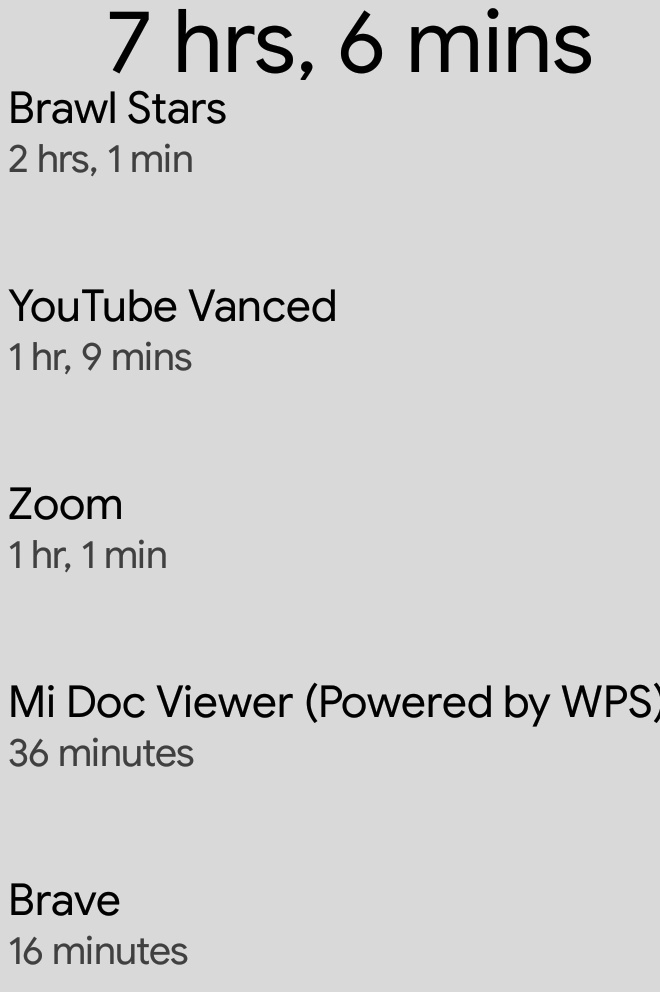 7 hrs, 6 mins
Brawl Stars
2 hrs, 1 min
YouTube Vanced
1 hr, 9 mins
Zoom
1 hr, 1 min
Mi Doc Viewer (Powered by WPS)
36 minutes
Brave
16 minutes